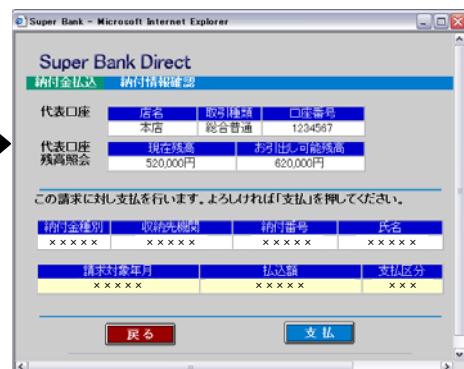 Super Bank - Microsoft Internet Explorer
Super Bank Direct
納付金払込 納付情報確認
代表口座 店名 取引種類 口座番号
本店 総合普通 1234567
代表口座 現在残高 お引出し可能残高
残高照会 520,000円 620,000円
この請求に対し支払を行います。よろしければ「支払」を押してください。
納付金種別 収納先機関 納付番号 氏名
××××× ××××× ××××× ×××××
請求対象年月 払込額 支払区分
××××× ××××× ×××
戻る 支払